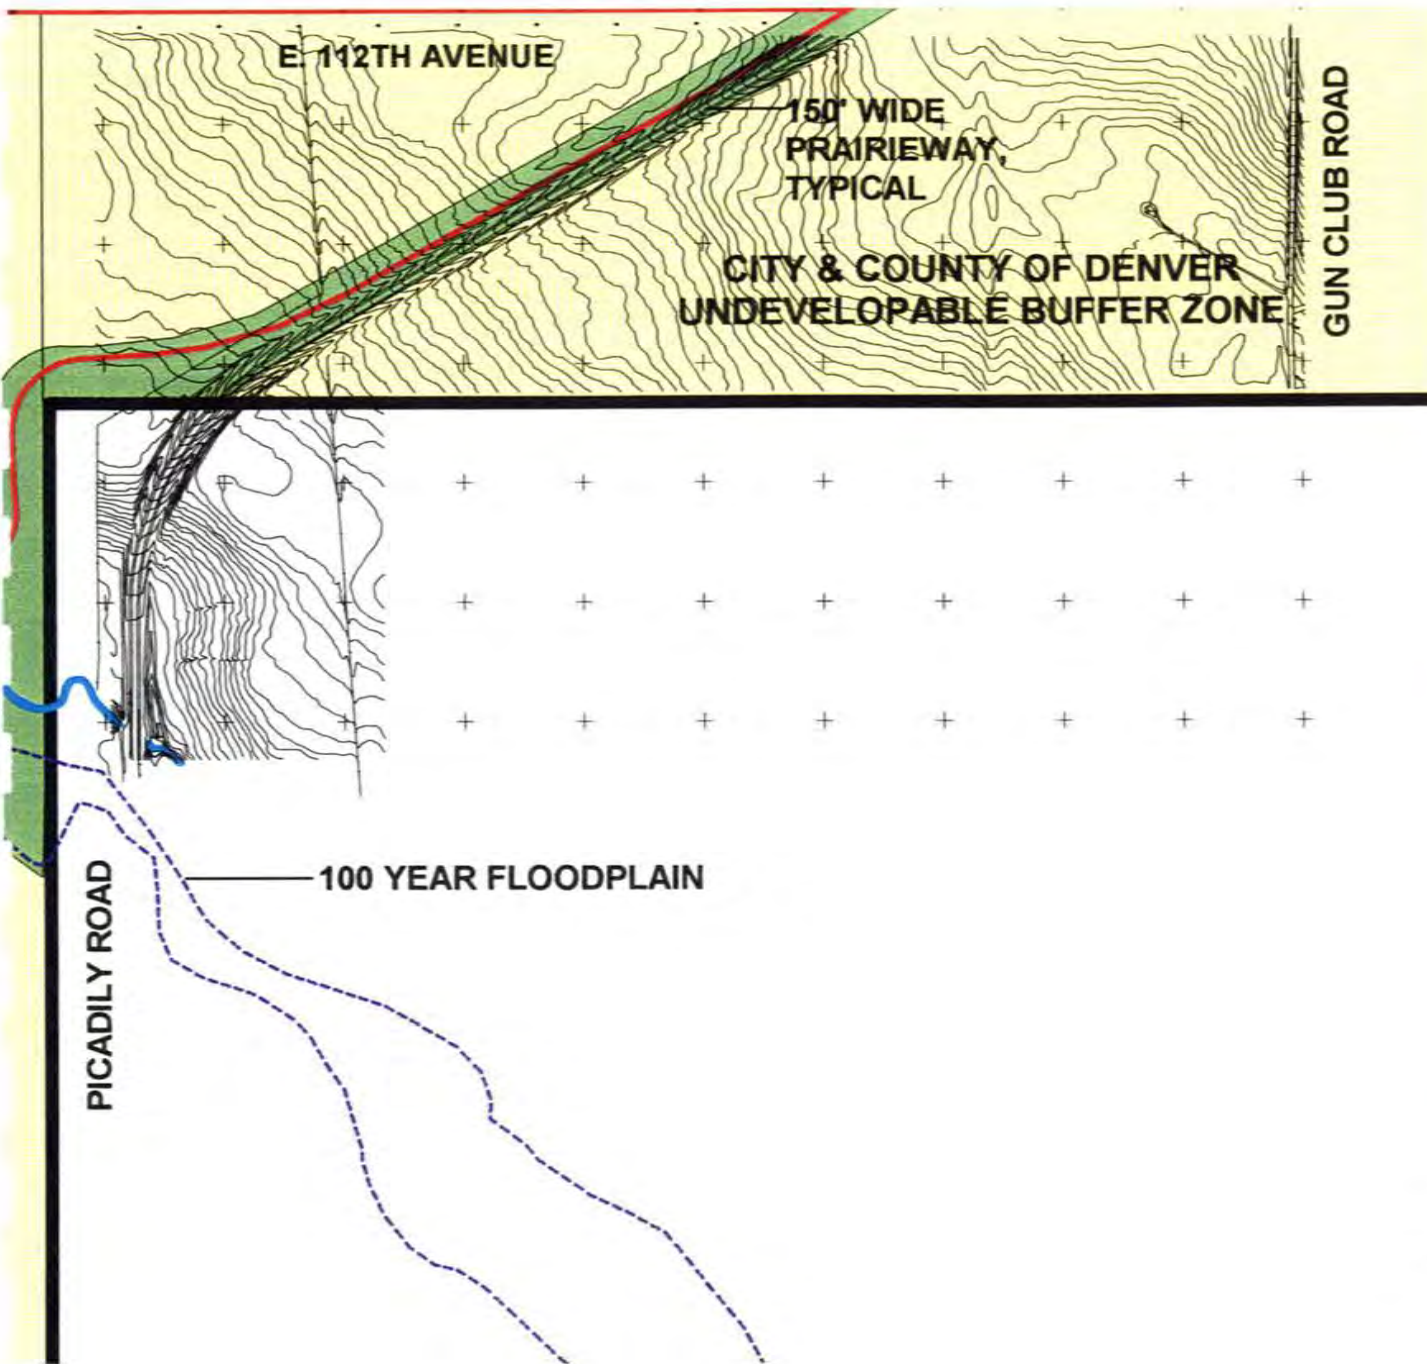 E. 112TH AVENUE
150' WIDE
PRAIRIEWAY,
TYPICAL
CITY & COUNTY OF DENVER
UNDEVELOPABLE BUFFER ZONE
GUN CLUB ROAD
100 YEAR FLOODPLAIN
PICADILY ROAD